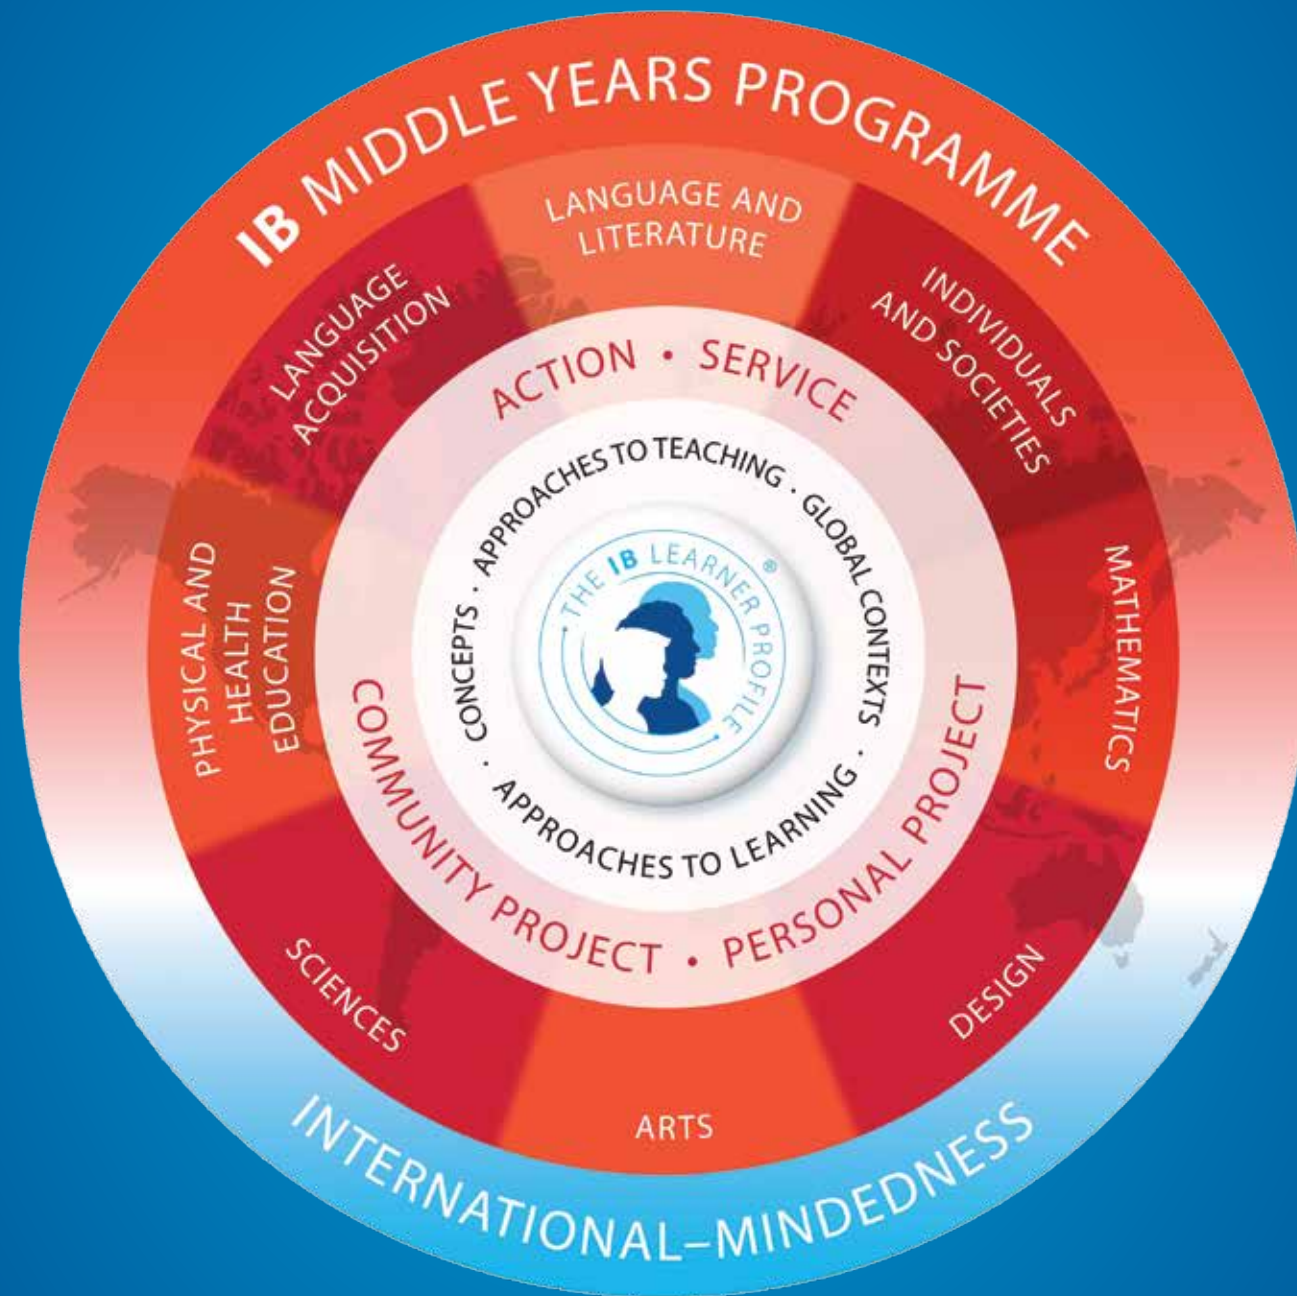 IB MIDDLE YEARS PROGRAMME
LANGUAGE AND
LITERATURE
INDIVIDUALS
AND SOCIETIES
MATHEMATICS
DESIGN
ARTS
SCIENCES
PHYSICAL AND
HEALTH
EDUCATION
LANGUAGE
ACQUISITION
ACTION • SERVICE
COMMUNITY PROJECT • PERSONAL PROJECT
· CONCEPTS · APPROACHES TO TEACHING · GLOBAL CONTEXTS ·
APPROACHES TO LEARNING
• THE IB LEARNER PROFILE •
®
INTERNATIONAL–MINDEDNESS